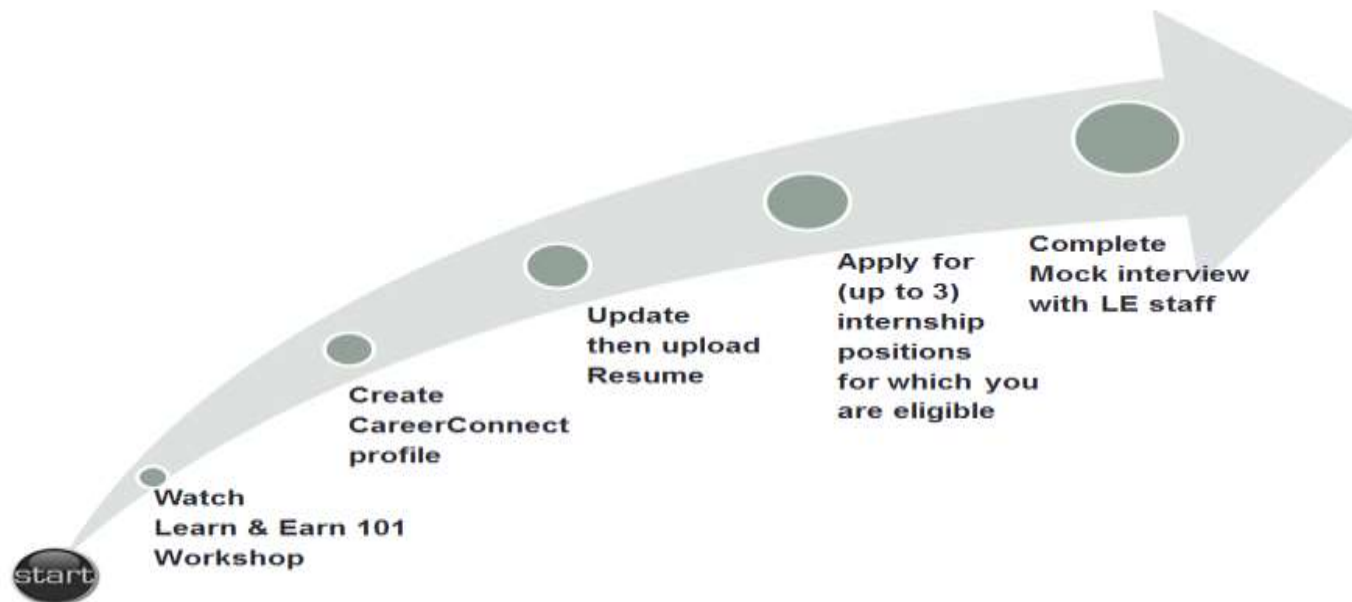 start
Watch
Learn & Earn 101
Workshop
Create
CareerConnect
profile
Update
then upload
Resume
Apply for
(up to 3)
internship
positions
for which you
are eligible
Complete
Mock interview
with LE staff